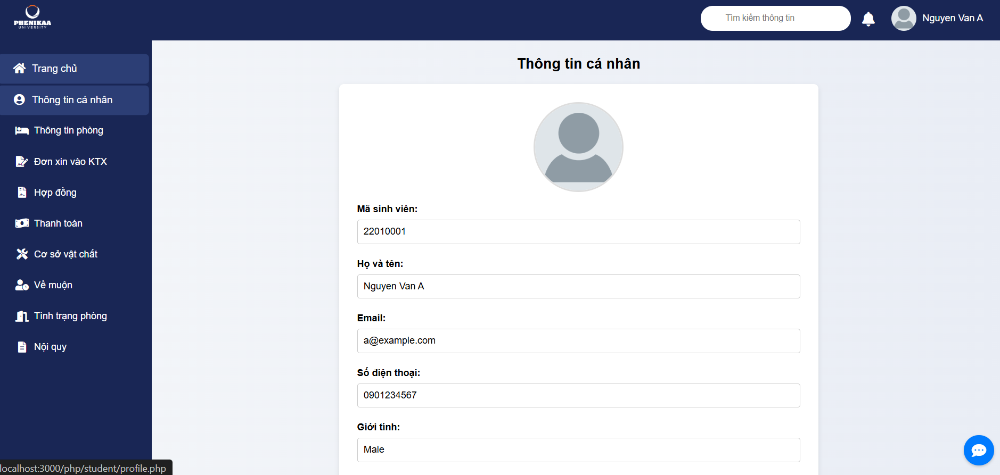 PHENIKAA
UNIVERSITY
Tìm kiếm thông tin
Nguyen Van A
Trang chủ
Thông tin cá nhân
Thông tin phòng
Đơn xin vào KTX
Hợp đồng
Thanh toán
Cơ sở vật chất
Về muộn
Tình trạng phòng
Nội quy
localhost:3000/php/student/profile.php
Thông tin cá nhân
Mã sinh viên:
22010001
Họ và tên:
Nguyen Van A
Email:
a@example.com
Số điện thoại:
0901234567
Giới tính:
Male